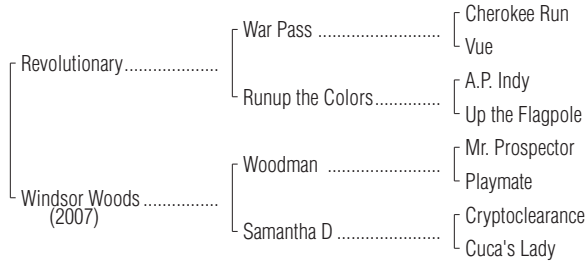 Cherokee Run
War Pass ........................
Vue
Revolutionary...................
A.P. Indy
Runup the Colors.............
Up the Flagpole
Mr. Prospector
Woodman ......................
Playmate
Windsor Woods ...............
(2007)
Cryptoclearance
Samantha D ....................
Cuca's Lady